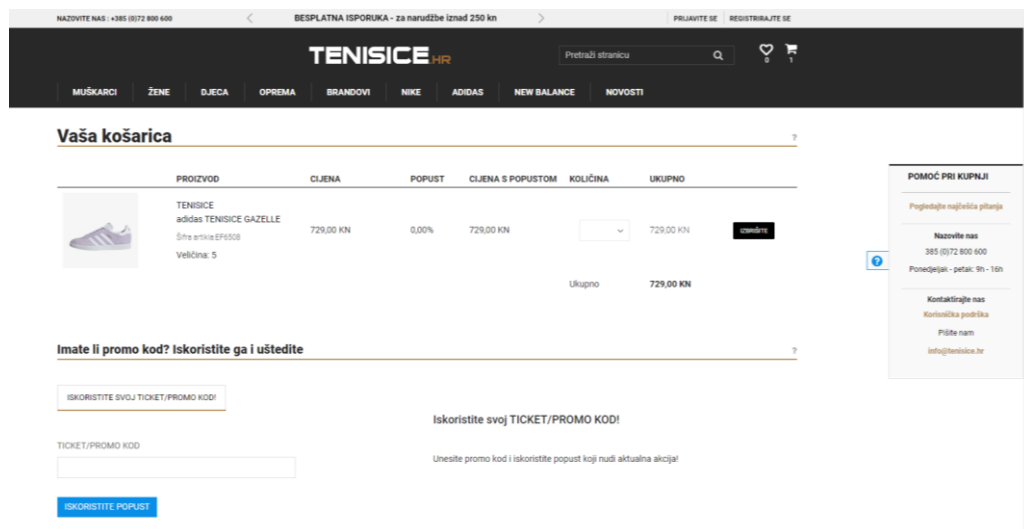 NAZOVITE NAS : +385 (0)72 800 600
BESPLATNA ISPORUKA - za narudžbe iznad 250 kn
PRIJAVITE SE
REGISTRIRAJTE SE
TENISICE.HR
Pretraži stranicu
0
1
MUŠKARCI
ŽENE
DJECA
OPREMA
BRANDOVI
NIKE
ADIDAS
NEW BALANCE
NOVOSTI
Vaša košarica
?
PROIZVOD
CIJENA
POPUST
CIJENA S POPUSTOM
KOLIČINA
UKUPNO
TENISICE
adidas TENISICE GAZELLE
Šifra artikla EF6508
Veličina: 5
729,00 KN
0,00%
729,00 KN
729,00 KN
IZBRIŠITE
Ukupno
729,00 KN
Imate li promo kod? Iskoristite ga i uštedite
?
ISKORISTITE SVOJ TICKET/PROMO KOD!
TICKET/PROMO KOD
ISKORISTITE POPUST
Iskoristite svoj TICKET/PROMO KOD!
Unesite promo kod i iskoristite popust koji nudi aktualna akcija!
?
POMOĆ PRI KUPNJI
Pogledajte najčešća pitanja
Nazovite nas
385 (0)72 800 600
Ponedjeljak - petak: 9h - 16h
Kontaktirajte nas
Korisnička podrška
Pišite nam
info@tenisice.hr